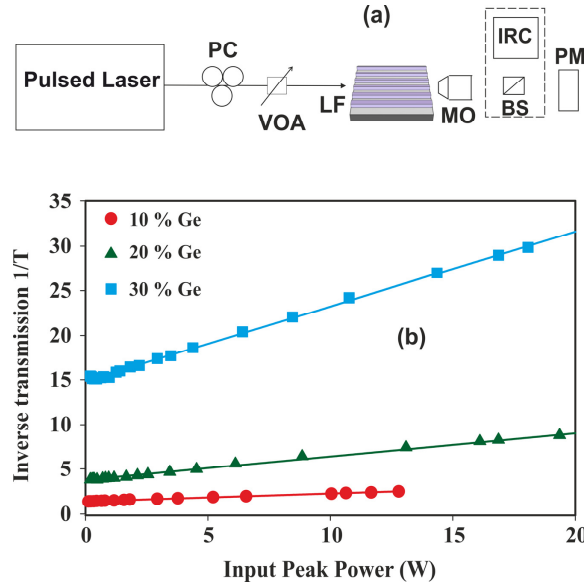 (a)
Pulsed Laser
PC
VOA
LF
MO
IRC
BS
PM
35
30
25
20
15
10
5
0
Inverse transmission 1/T
10 % Ge
20 % Ge
30 % Ge
(b)
0
5
10
15
20
Input Peak Power (W)